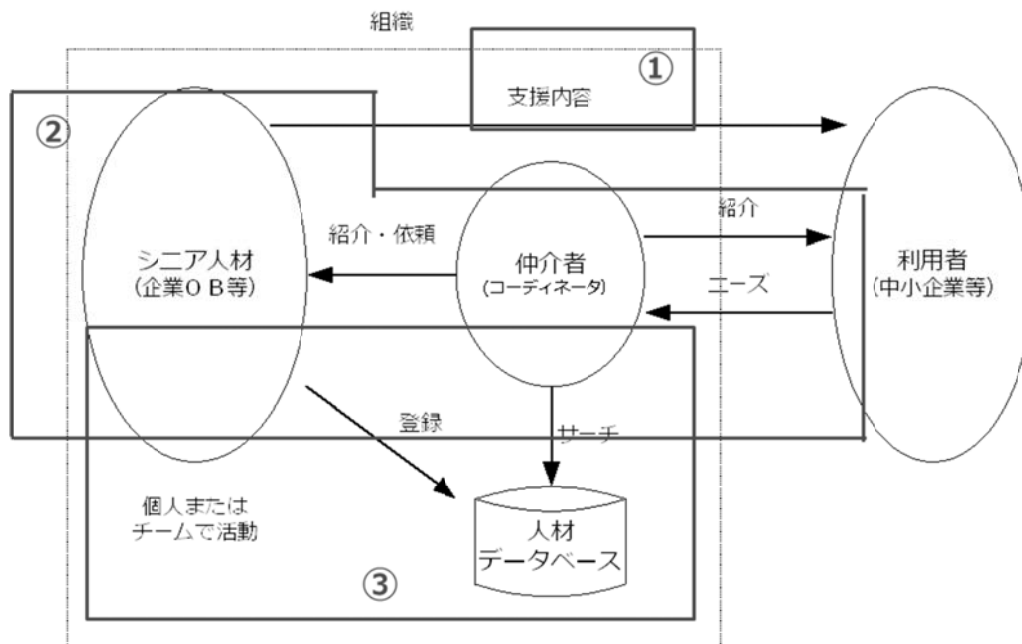 組織
①
支援内容
②
紹介
紹介・依頼
シニア人材
(企業OB等)
仲介者
(コーディネータ)
利用者
(中小企業等)
ニーズ
登録
サーチ
個人または
チームで活動
人材
データベース
③